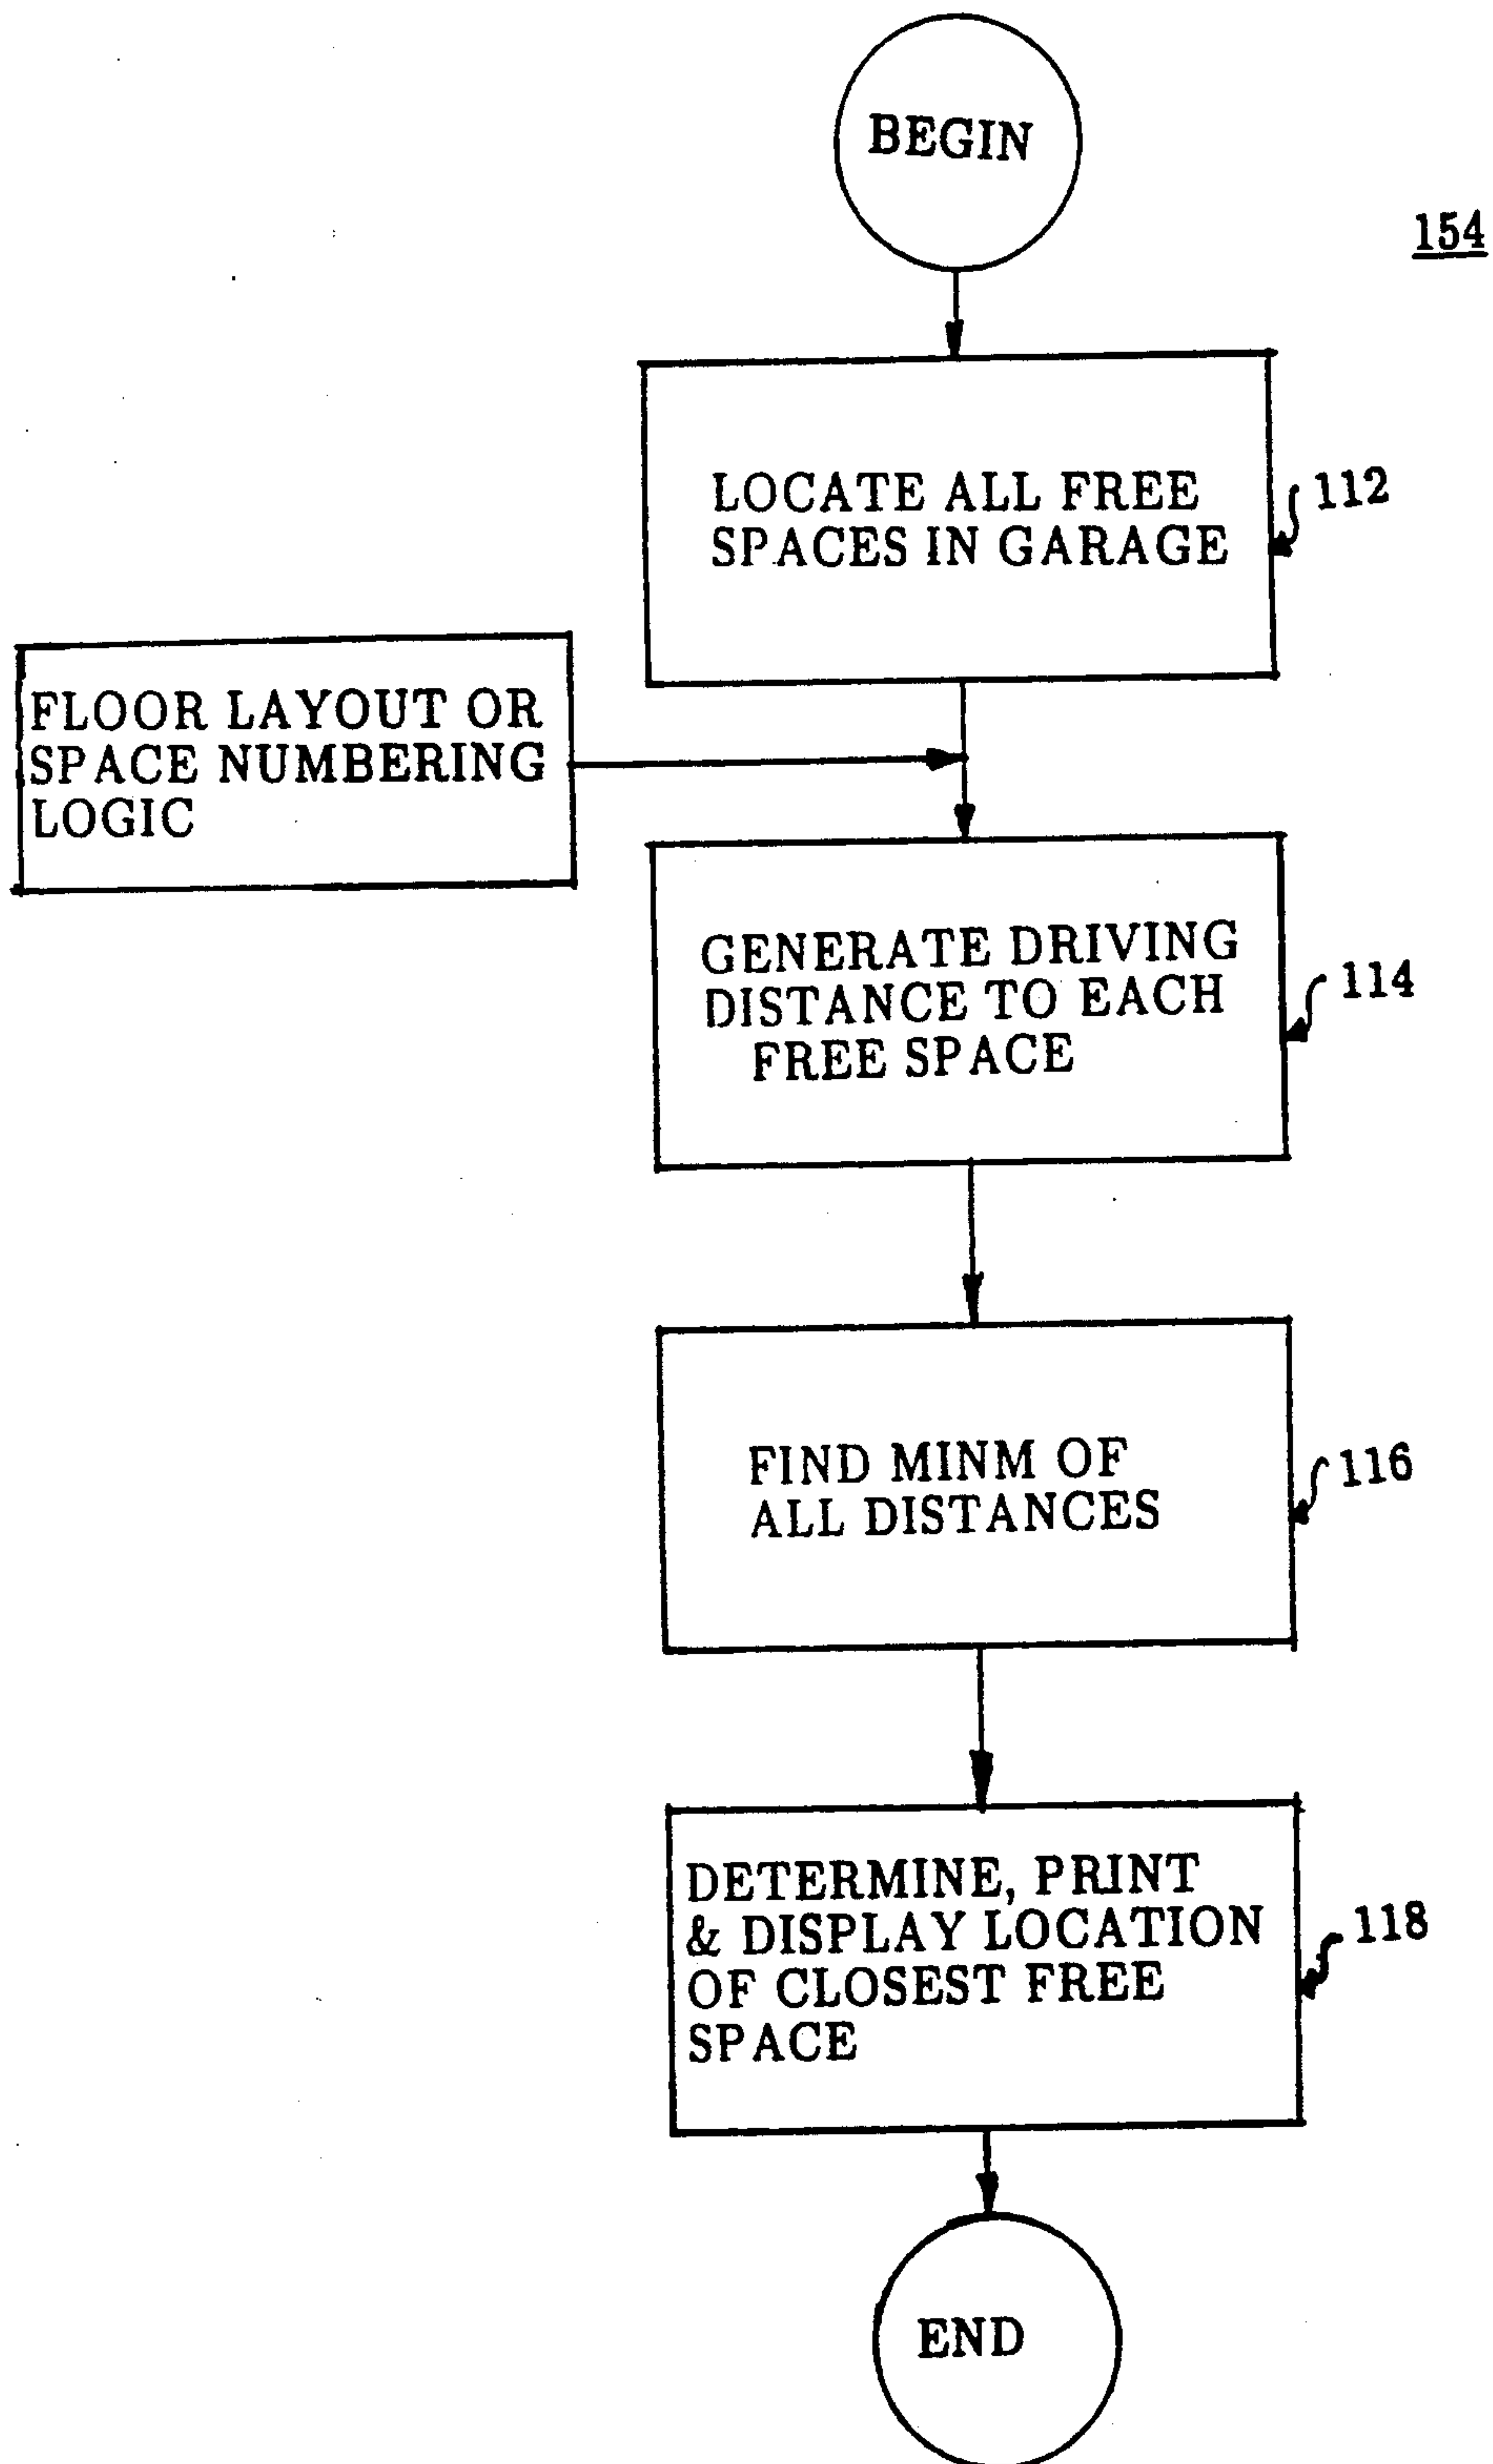 BEGIN
154
LOCATE ALL FREE
SPACES IN GARAGE
112
FLOOR LAYOUT OR
SPACE NUMBERING
LOGIC
GENERATE DRIVING
DISTANCE TO EACH
FREE SPACE
114
FIND MINM OF
ALL DISTANCES
116
DETERMINE, PRINT
& DISPLAY LOCATION
OF CLOSEST FREE
SPACE
118
END